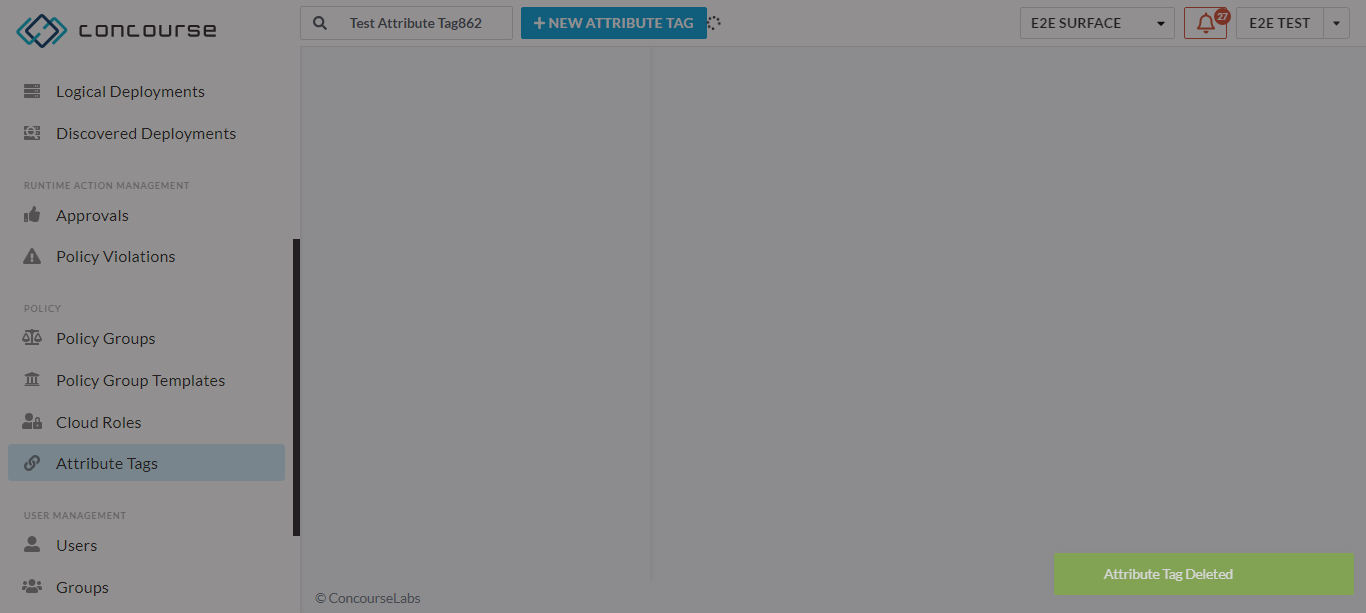 concourse
Test Attribute Tag862
NEW ATTRIBUTE TAG
E2E SURFACE
27
E2E TEST
Logical Deployments
Discovered Deployments
RUNTIME ACTION MANAGEMENT
Approvals
Policy Violations
POLICY
Policy Groups
Policy Group Templates
Cloud Roles
Attribute Tags
USER MANAGEMENT
Users
Groups
Attribute Tag Deleted
© ConcourseLabs